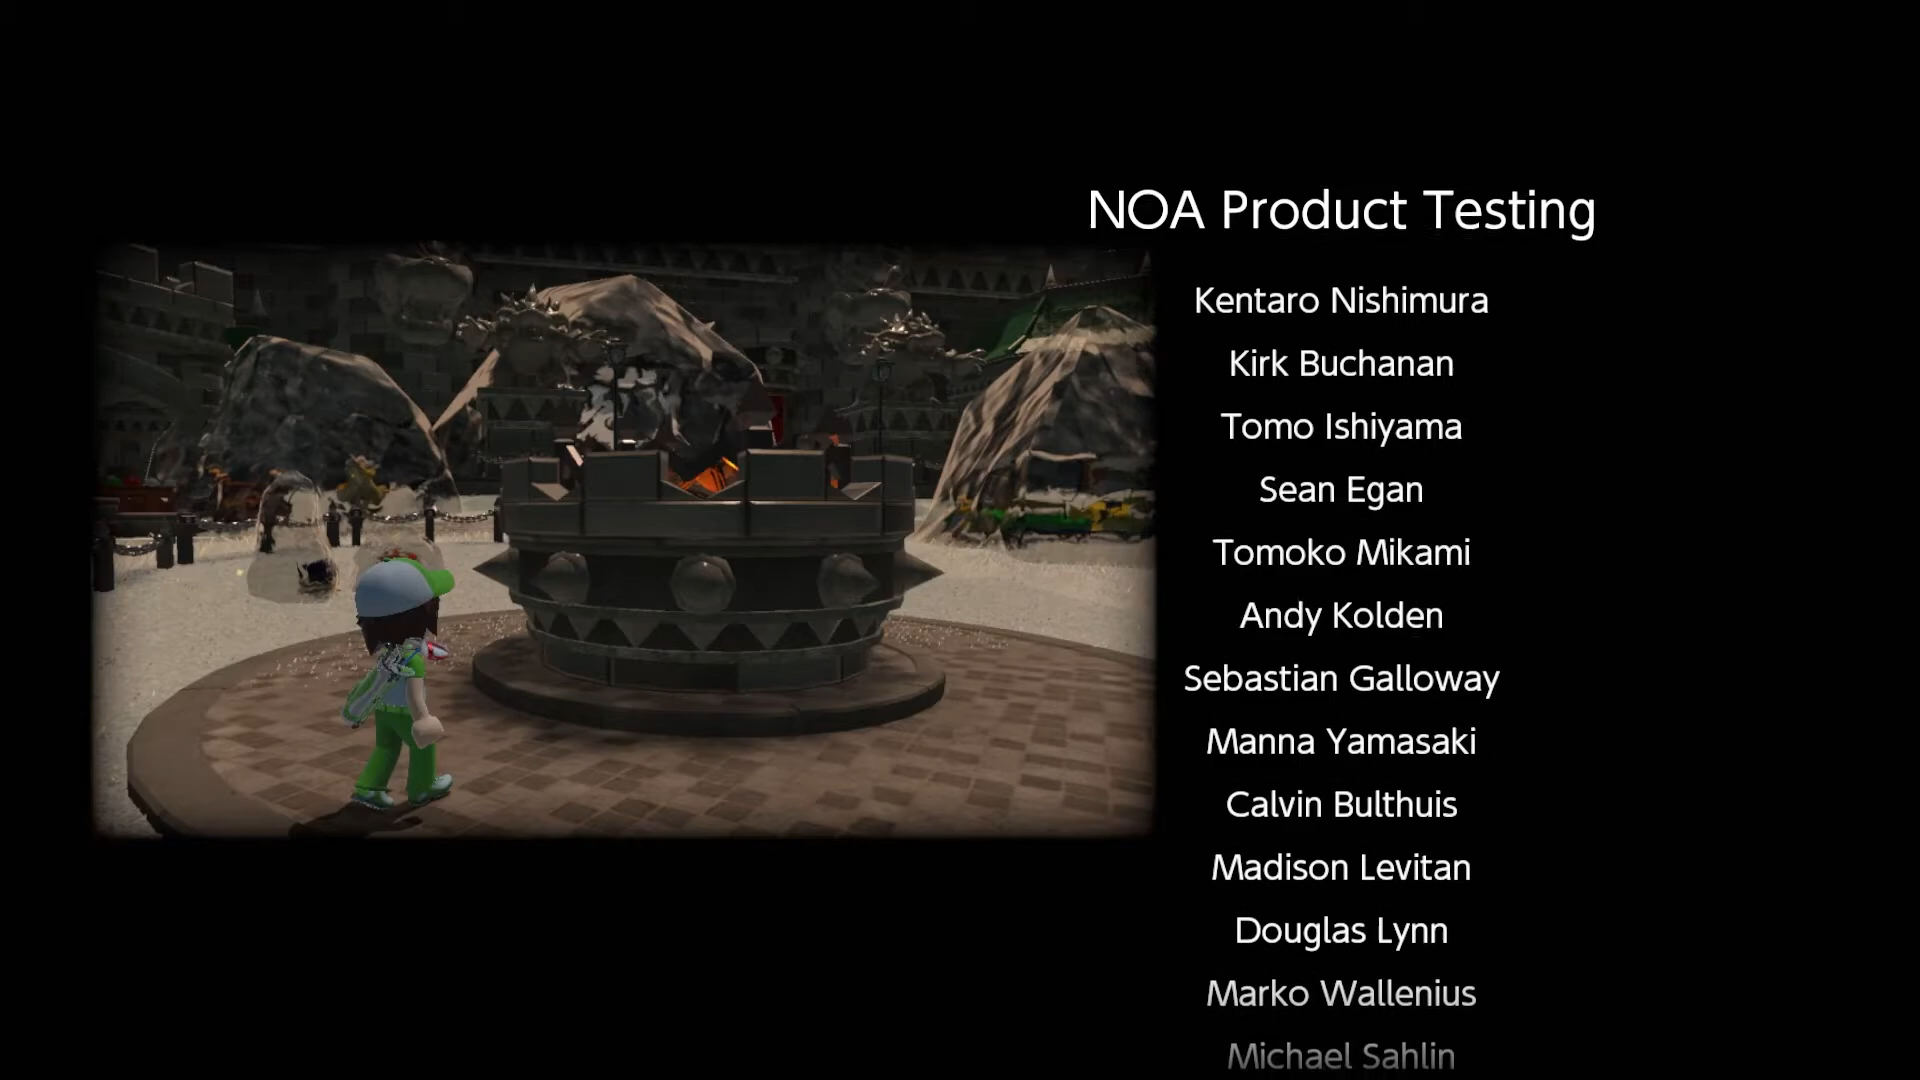 NOA Product Testing
Kentaro Nishimura
Kirk Buchanan
Tomo Ishiyama
Sean Egan
Tomoko Mikami
Andy Kolden
Sebastian Galloway
Manna Yamasaki
Calvin Bulthuis
Madison Levitan
Douglas Lynn
Marko Wallenius
Michael Sahlin